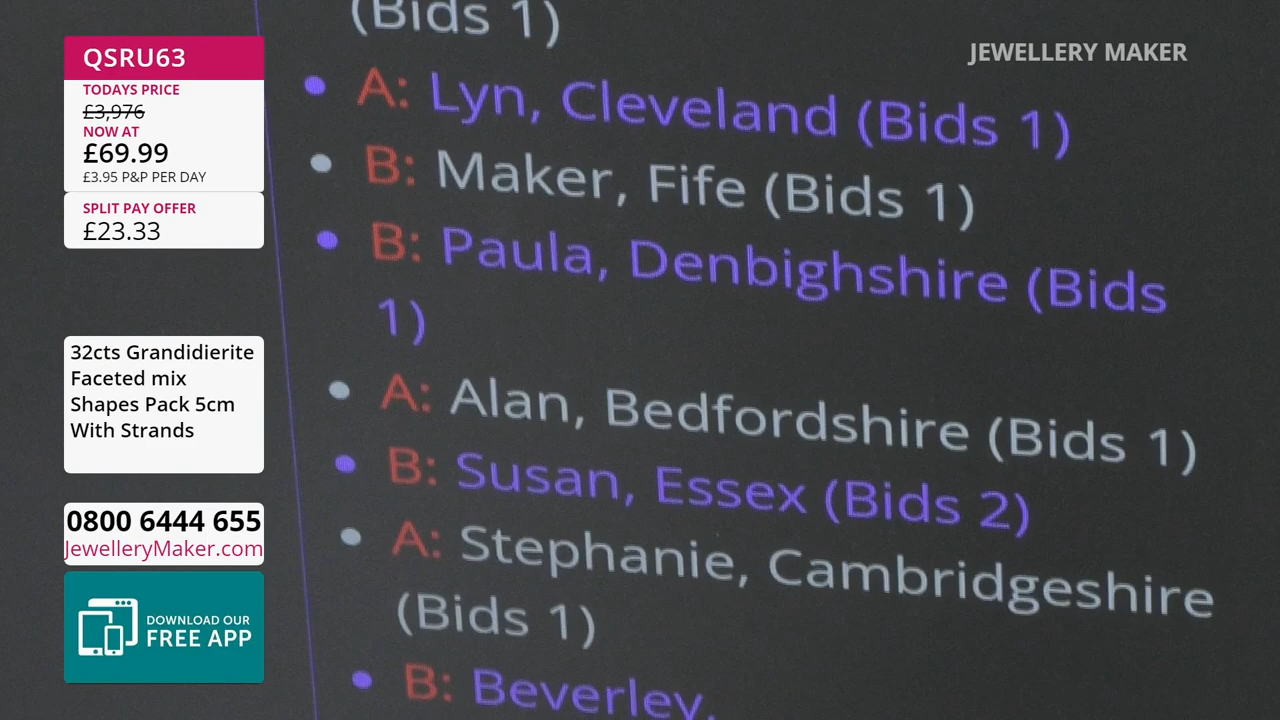 QSRU63
TODAYS PRICE
£3,976
NOW AT
£69.99
£3.95 P&P PER DAY
SPLIT PAY OFFER
£23.33
32cts Grandidierite
Faceted mix
Shapes Pack 5cm
With Strands
0800 6444 655
JewelleryMaker.com
DOWNLOAD OUR
FREE APP
JEWELLERY MAKER
(Bids 1)
• A: Lyn, Cleveland (Bids 1)
• B: Maker, Fife (Bids 1)
• B: Paula, Denbighshire (Bids
1)
• A: Alan, Bedfordshire (Bids 1)
• B: Susan, Essex (Bids 2)
• A: Stephanie, Cambridgeshire
(Bids 1)
• B: Beverley,